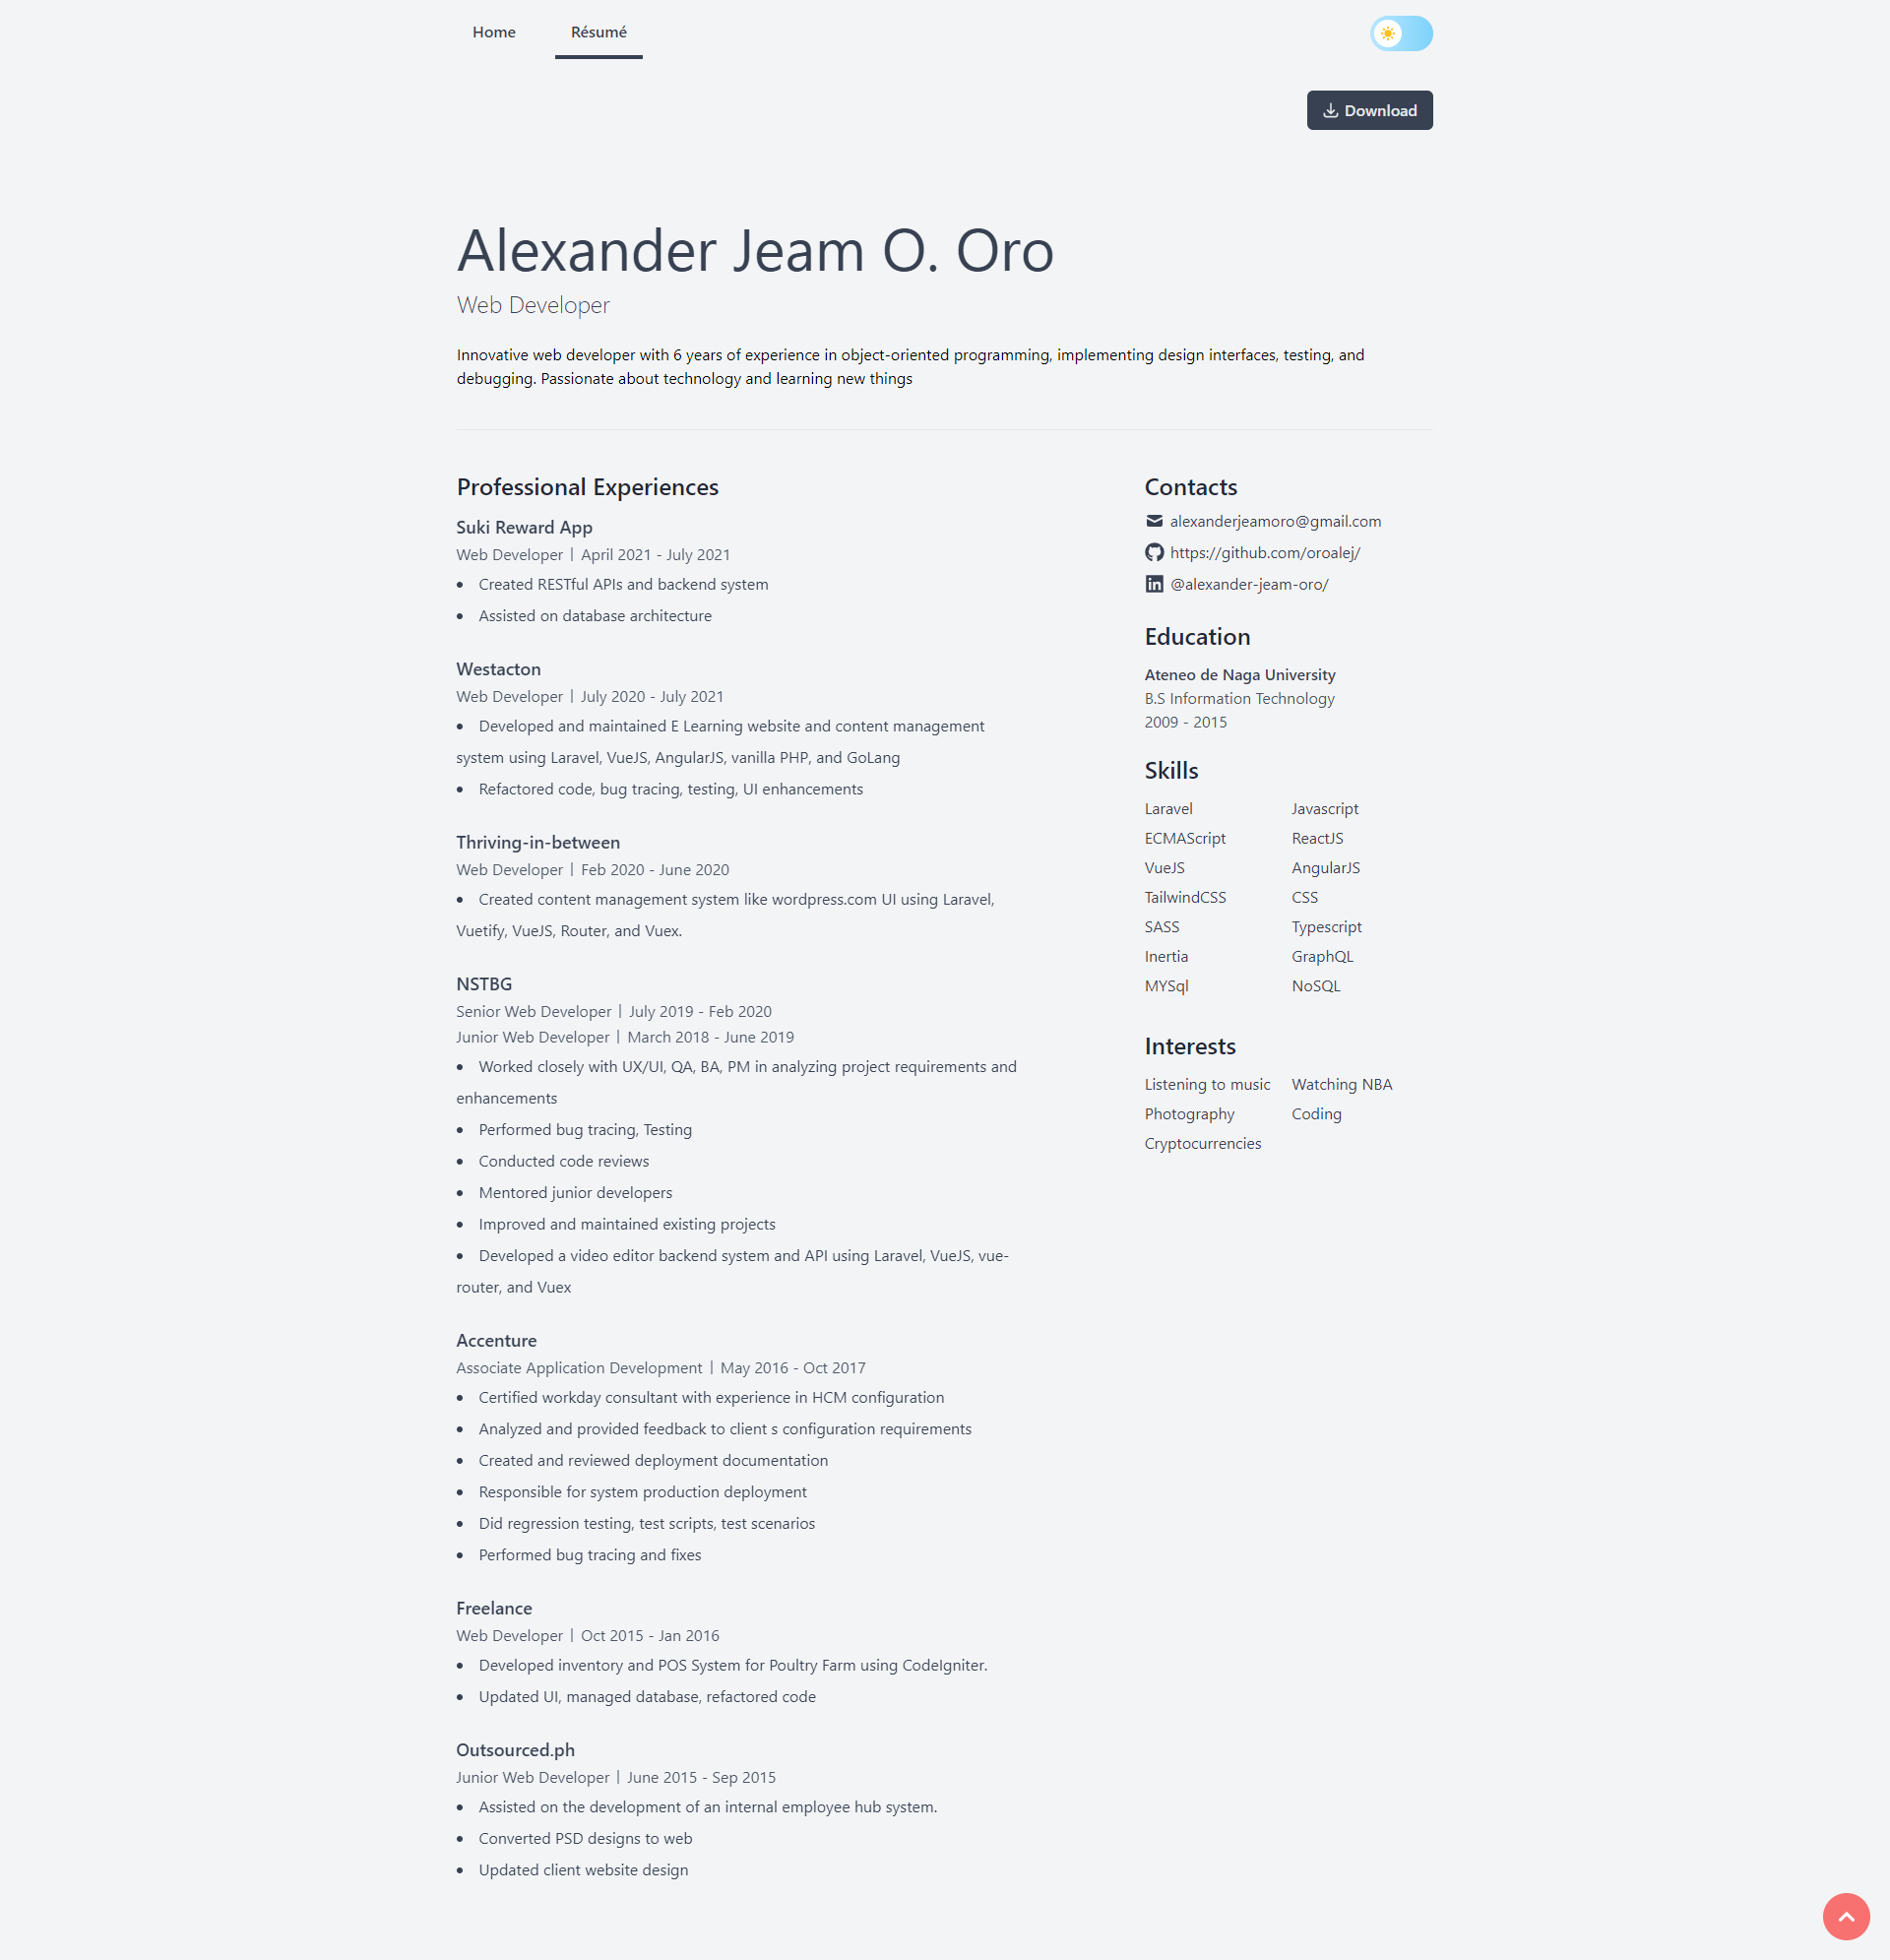 Home
Résumé
Download
Alexander Jeam O. Oro
Web Developer
Innovative web developer with 6 years of experience in object-oriented programming, implementing design interfaces, testing, and
debugging. Passionate about technology and learning new things
Professional Experiences
Suki Reward App
Web Developer | April 2021 - July 2021
• Created RESTful APIs and backend system
• Assisted on database architecture
Westacton
Web Developer | July 2020 - July 2021
• Developed and maintained E Learning website and content management
system using Laravel, VueJS, AngularJS, vanilla PHP, and GoLang
• Refactored code, bug tracing, testing, UI enhancements
Thriving-in-between
Web Developer | Feb 2020 - June 2020
• Created content management system like wordpress.com UI using Laravel,
Vuetify, VueJS, Router, and Vuex.
NSTBG
Senior Web Developer | July 2019 - Feb 2020
Junior Web Developer | March 2018 - June 2019
• Worked closely with UX/UI, QA, BA, PM in analyzing project requirements and
enhancements
• Performed bug tracing, Testing
• Conducted code reviews
• Mentored junior developers
• Improved and maintained existing projects
• Developed a video editor backend system and API using Laravel, VueJS, vue-
router, and Vuex
Accenture
Associate Application Development | May 2016 - Oct 2017
• Certified workday consultant with experience in HCM configuration
• Analyzed and provided feedback to client s configuration requirements
• Created and reviewed deployment documentation
• Responsible for system production deployment
• Did regression testing, test scripts, test scenarios
• Performed bug tracing and fixes
Freelance
Web Developer | Oct 2015 - Jan 2016
• Developed inventory and POS System for Poultry Farm using CodeIgniter.
• Updated UI, managed database, refactored code
Outsourced.ph
Junior Web Developer | June 2015 - Sep 2015
• Assisted on the development of an internal employee hub system.
• Converted PSD designs to web
• Updated client website design
Contacts
alexanderjeamoro@gmail.com
https://github.com/oroalej/
@alexander-jeam-oro/
Education
Ateneo de Naga University
B.S Information Technology
2009 - 2015
Skills
Laravel Javascript
ECMAScript ReactJS
VueJS AngularJS
TailwindCSS CSS
SASS Typescript
Inertia GraphQL
MYSql NoSQL
Interests
Listening to music Watching NBA
Photography Coding
Cryptocurrencies